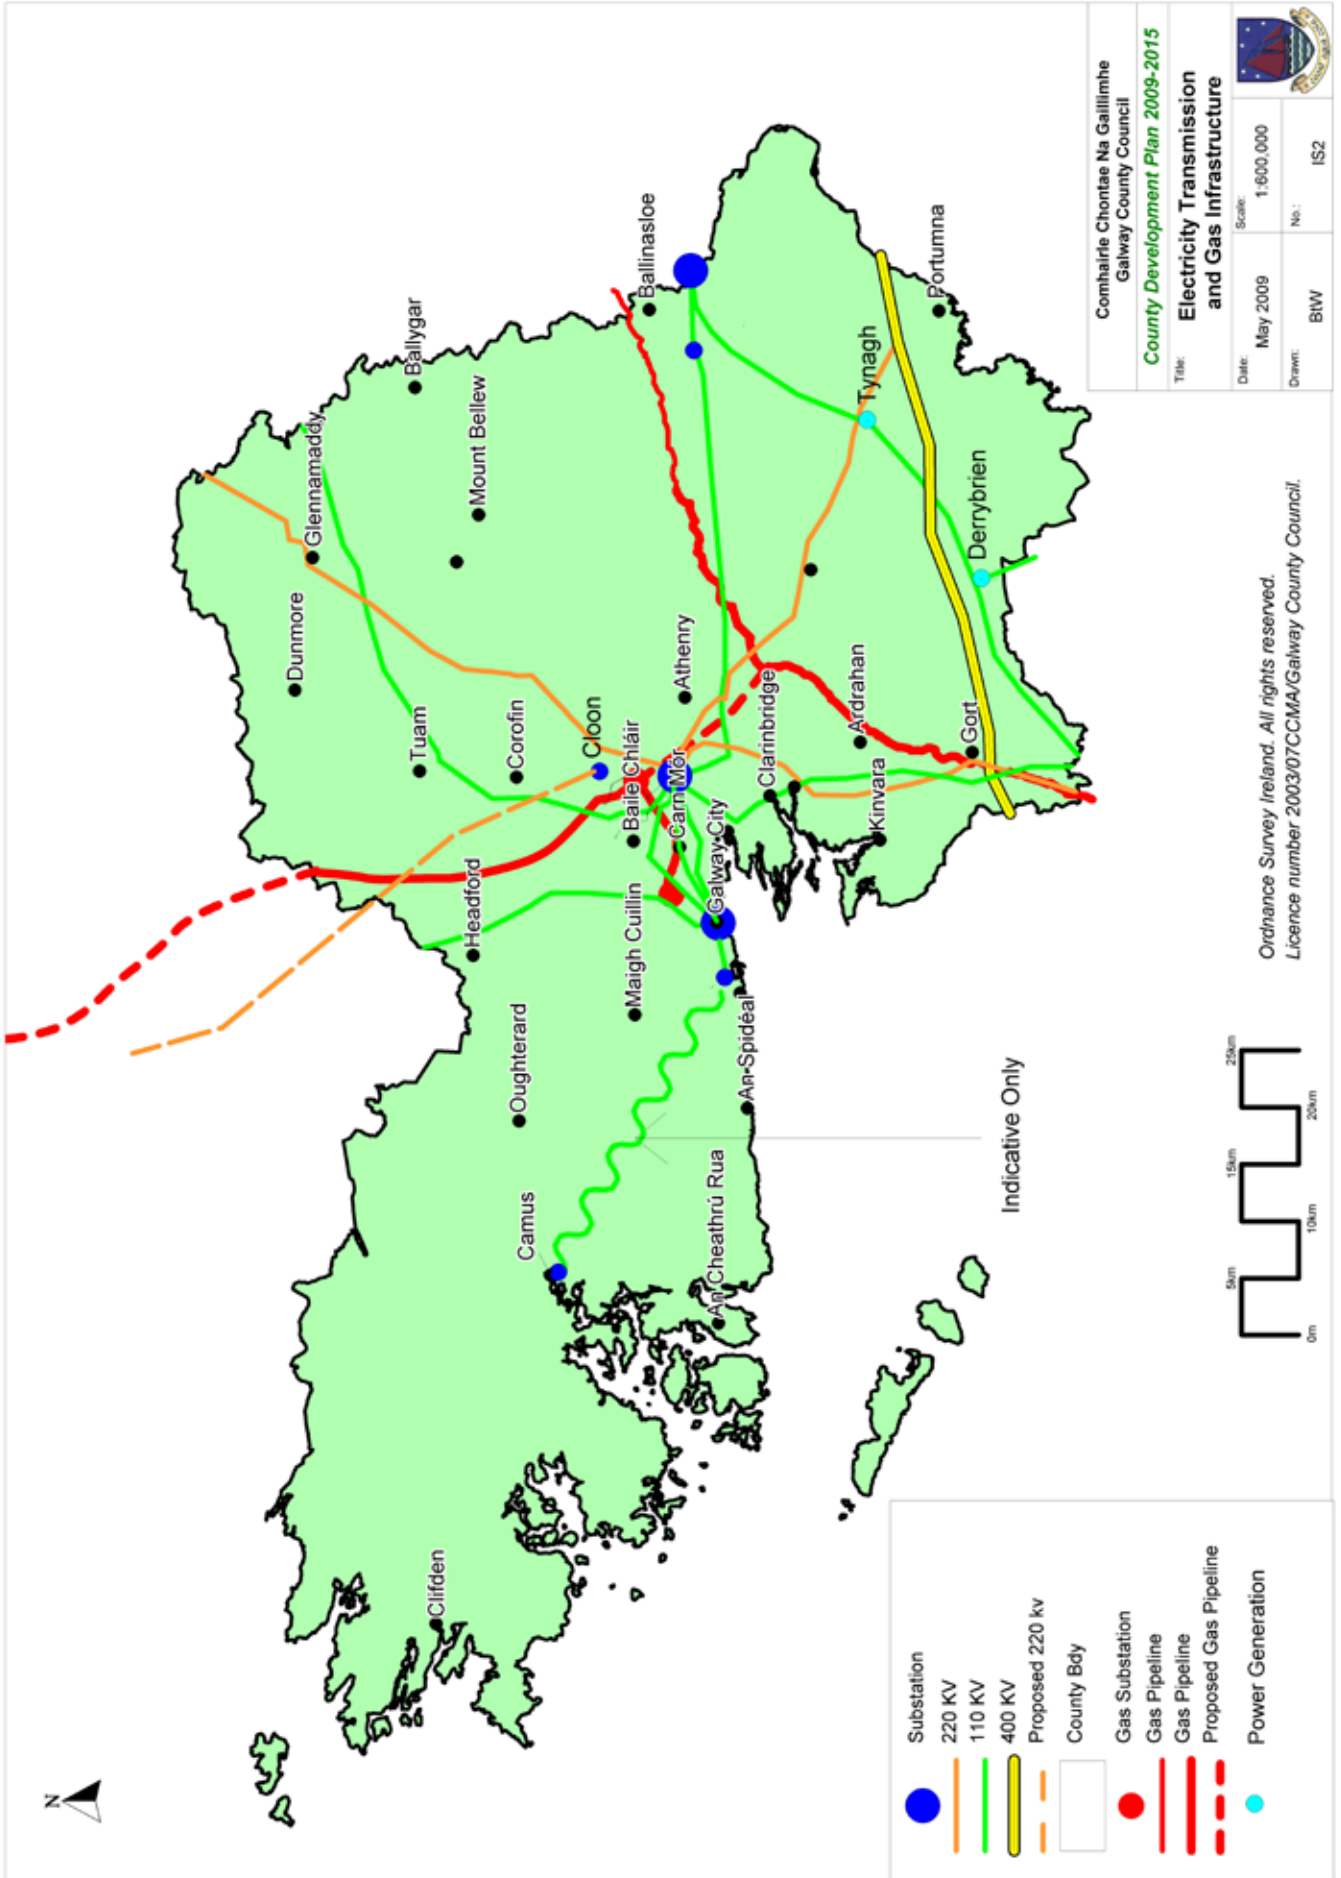 N
Clifden
Oughterard
Camus
An Cheathrú Rua
An Spidéal
Maigh Cuillin
Headford
Galway City
Carn Mór
Baile Chláir
Cloon
Corofin
Tuam
Dunmore
Glennamaddy
Mount Bellew
Ballygar
Ballinasloe
Athenry
Clarinbridge
Ardrahan
Kinvara
Gort
Derrybrien
Tynagh
Portumna
Indicative Only
Substation
220 KV
110 KV
400 KV
Proposed 220 kv
County Bdy
Gas Substation
Gas Pipeline
Gas Pipeline
Proposed Gas Pipeline
Power Generation
0m 5km 10km 15km 20km 25km
Ordnance Survey Ireland. All rights reserved.
Licence number 2003/07CCMA/Galway County Council.
Comhairle Chontae Na Gaillimhe
Galway County Council
County Development Plan 2009-2015
Title:
Electricity Transmission
and Gas Infrastructure
Date: May 2009
Scale: 1:600,000
Drawn: BtW
No.: IS2